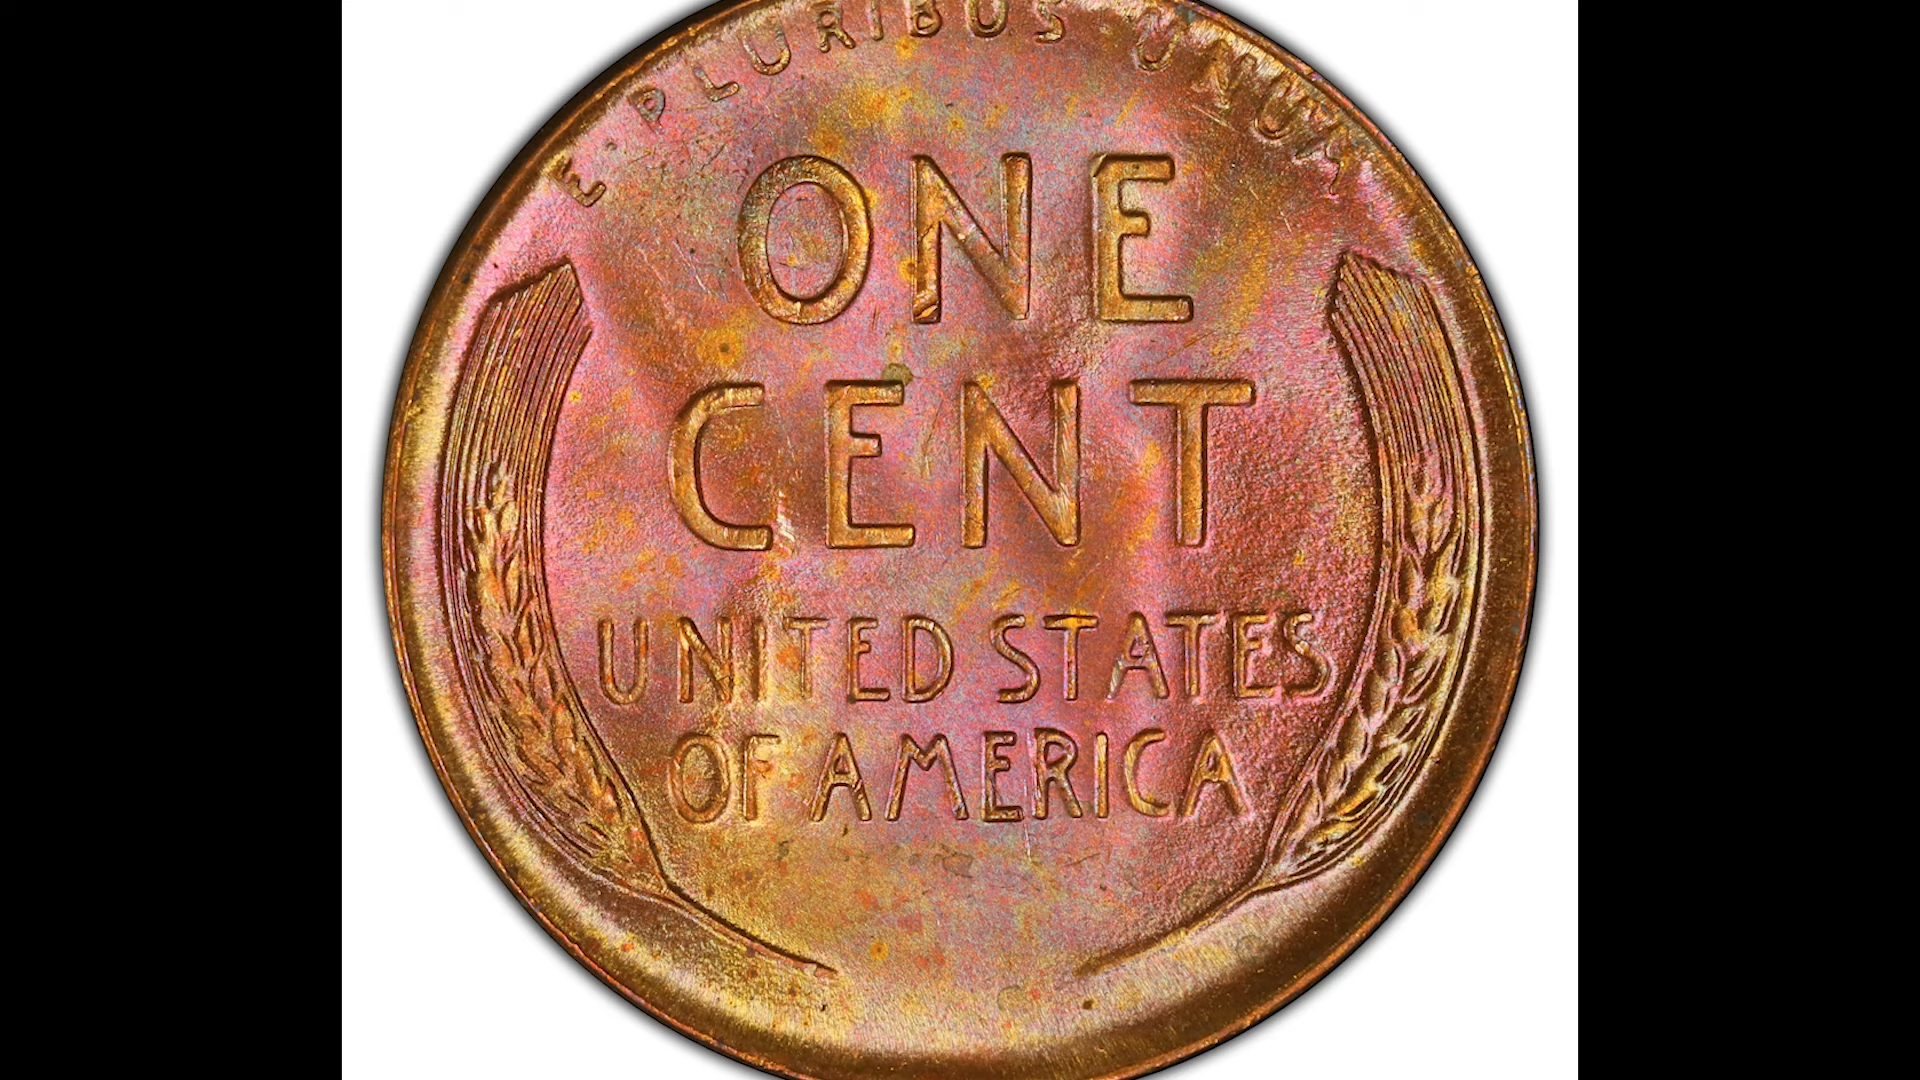 E·PLURIBUS·UNUM
ONE
CENT
UNITED STATES
OF AMERICA